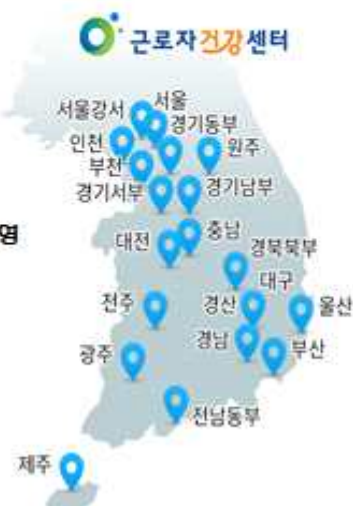 근로자건강센터
서울강서
서울
경기동부
인천
원주
부천
경기서부
경기남부
영
대전
충남
경북북부
대구
전주
경산
울산
경남
부산
광주
전남동부
제주